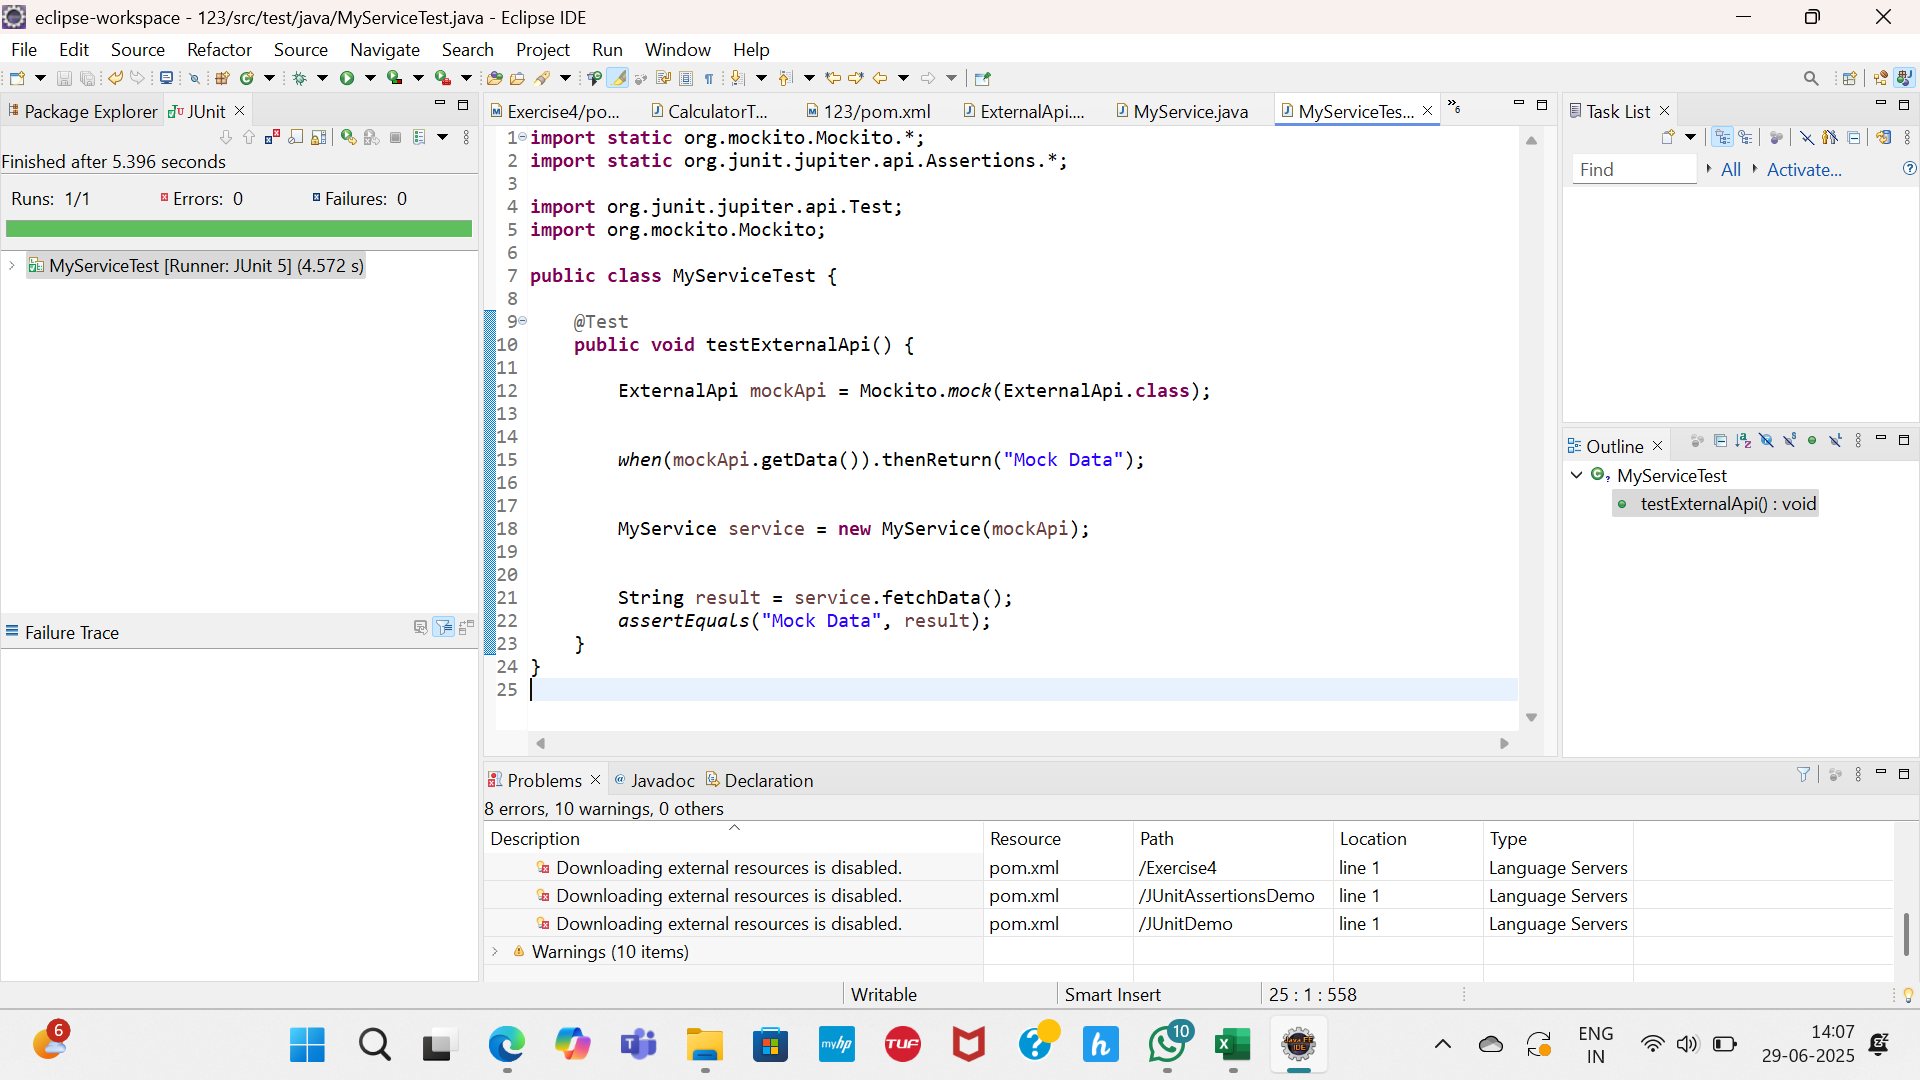 eclipse-workspace - 123/src/test/java/MyServiceTest.java - Eclipse IDE
File Edit Source Refactor Source Navigate Search Project Run Window Help
Package Explorer JUnit
Finished after 5.396 seconds
Runs: 1/1 Errors: 0 Failures: 0
MyServiceTest [Runner: JUnit 5] (4.572 s)
Failure Trace
Exercise4/po... CalculatorT... 123/pom.xml ExternalApi.... MyService.java MyServiceTes... »6
1 import static org.mockito.Mockito.*;
2 import static org.junit.jupiter.api.Assertions.*;
3
4 import org.junit.jupiter.api.Test;
5 import org.mockito.Mockito;
6
7 public class MyServiceTest {
8
9 @Test
10 public void testExternalApi() {
11
12 ExternalApi mockApi = Mockito.mock(ExternalApi.class);
13
14
15 when(mockApi.getData()).thenReturn("Mock Data");
16
17
18 MyService service = new MyService(mockApi);
19
20
21 String result = service.fetchData();
22 assertEquals("Mock Data", result);
23 }
24 }
25
Task List
Find All Activate...
Outline
MyServiceTest
testExternalApi() : void
Problems @ Javadoc Declaration
8 errors, 10 warnings, 0 others
Description Resource Path Location Type
Downloading external resources is disabled. pom.xml /Exercise4 line 1 Language Servers
Downloading external resources is disabled. pom.xml /JUnitAssertionsDemo line 1 Language Servers
Downloading external resources is disabled. pom.xml /JUnitDemo line 1 Language Servers
Warnings (10 items)
Writable Smart Insert 25 : 1 : 558
6
myhp
TUF
h
10
ENG
IN
14:07
29-06-2025